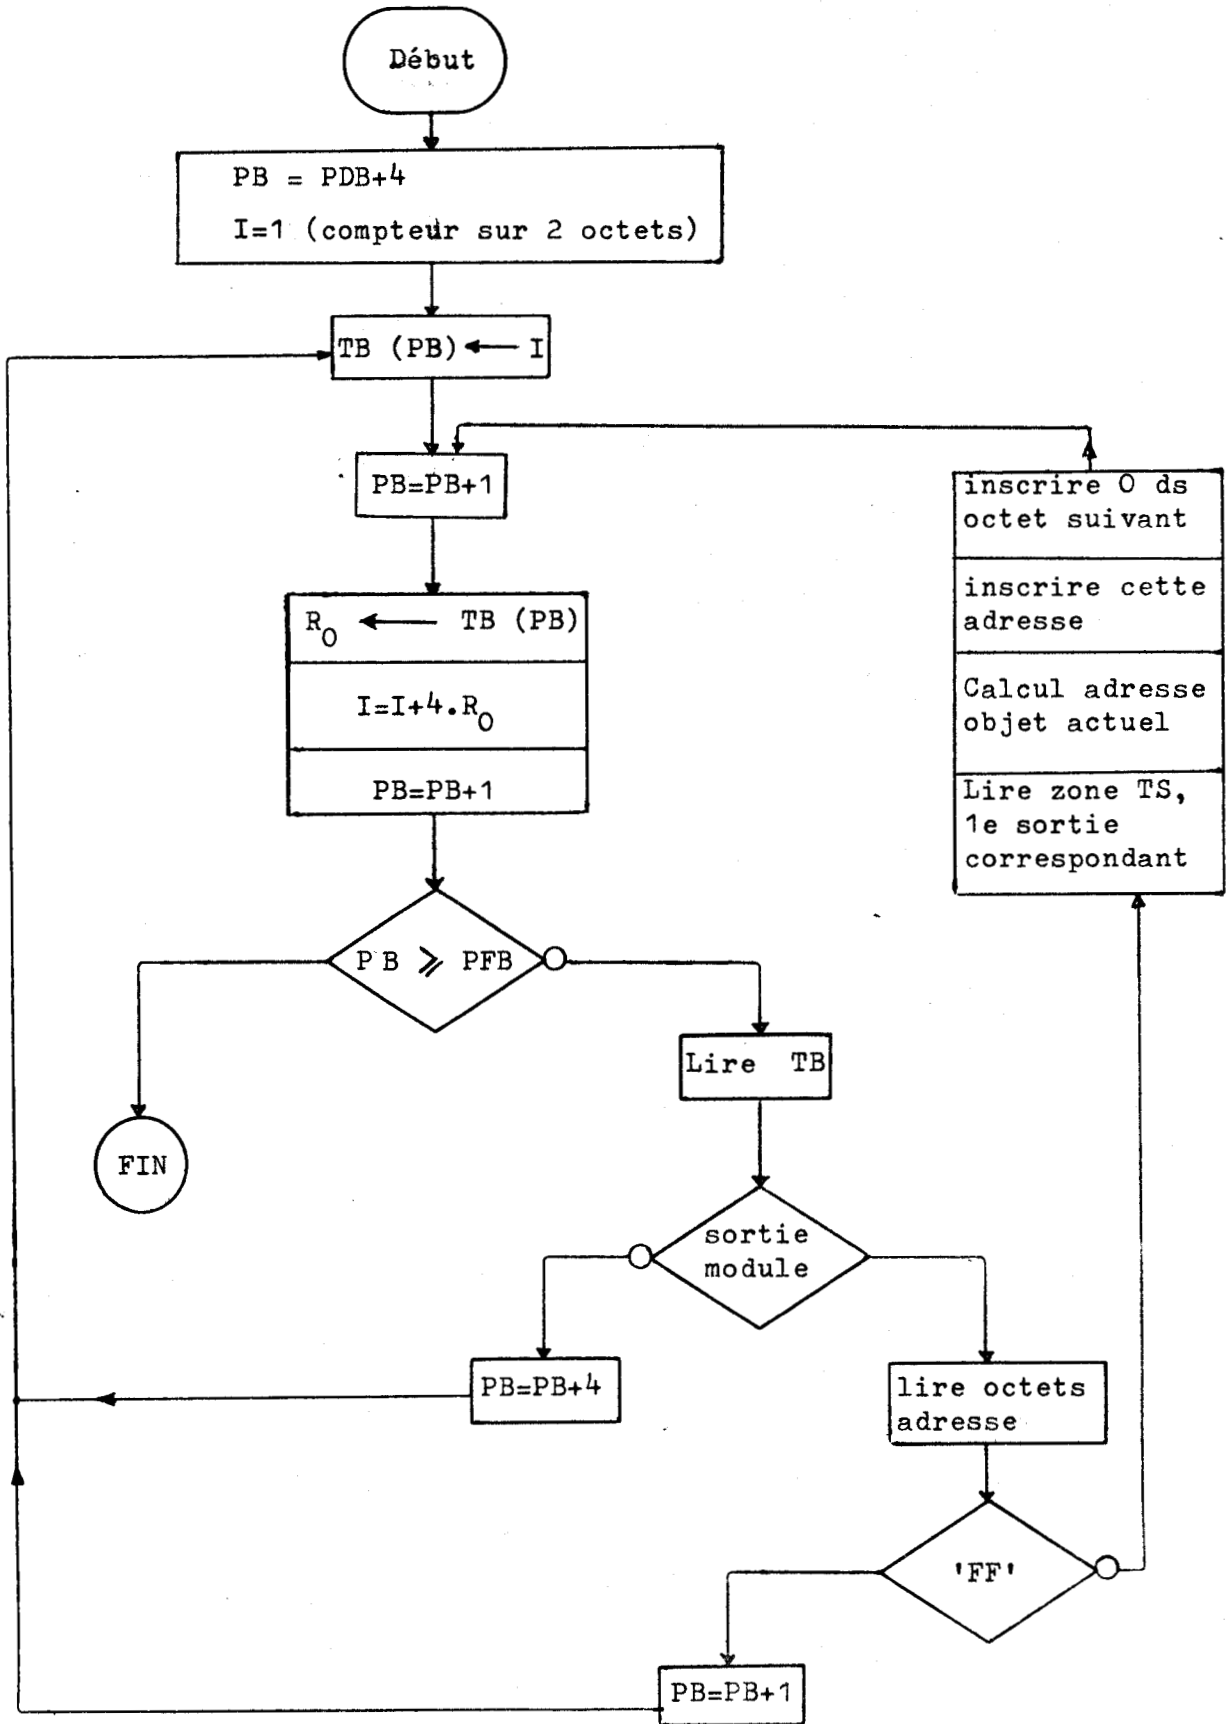 Début
PB = PDB+4
I=1 (compteur sur 2 octets)
TB (PB) ← I
PB=PB+1
inscrire 0 ds
octet suivant
inscrire cette
adresse
Calcul adresse
objet actuel
Lire zone TS,
1e sortie
correspondant
R0 ← TB (PB)
I=I+4.R0
PB=PB+1
PB ⩾ PFB
Lire TB
FIN
sortie
module
PB=PB+4
lire octets
adresse
'FF'
PB=PB+1